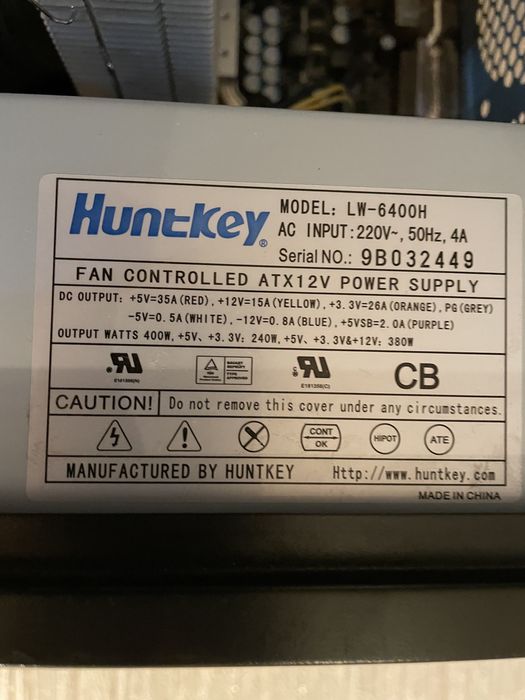 Huntkey®
MODEL: LW-6400H
AC INPUT:220V~, 50Hz, 4A
Serial NO.: 9B032449
FAN CONTROLLED ATX12V POWER SUPPLY
DC OUTPUT: +5V=35A(RED), +12V=15A(YELLOW), +3.3V=26A(ORANGE), PG(GREY)
-5V=0.5A(WHITE), -12V=0.8A(BLUE), +5VSB=2.0A(PURPLE)
OUTPUT WATTS 400W, +5V、+3.3V: 240W, +5V、+3.3V&+12V: 380W
CB
CAUTION! Do not remove this cover under any circumstances.
CONT
OK
HIPOT
ATE
MANUFACTURED BY HUNTKEY Http://www.huntkey.com
MADE IN CHINA